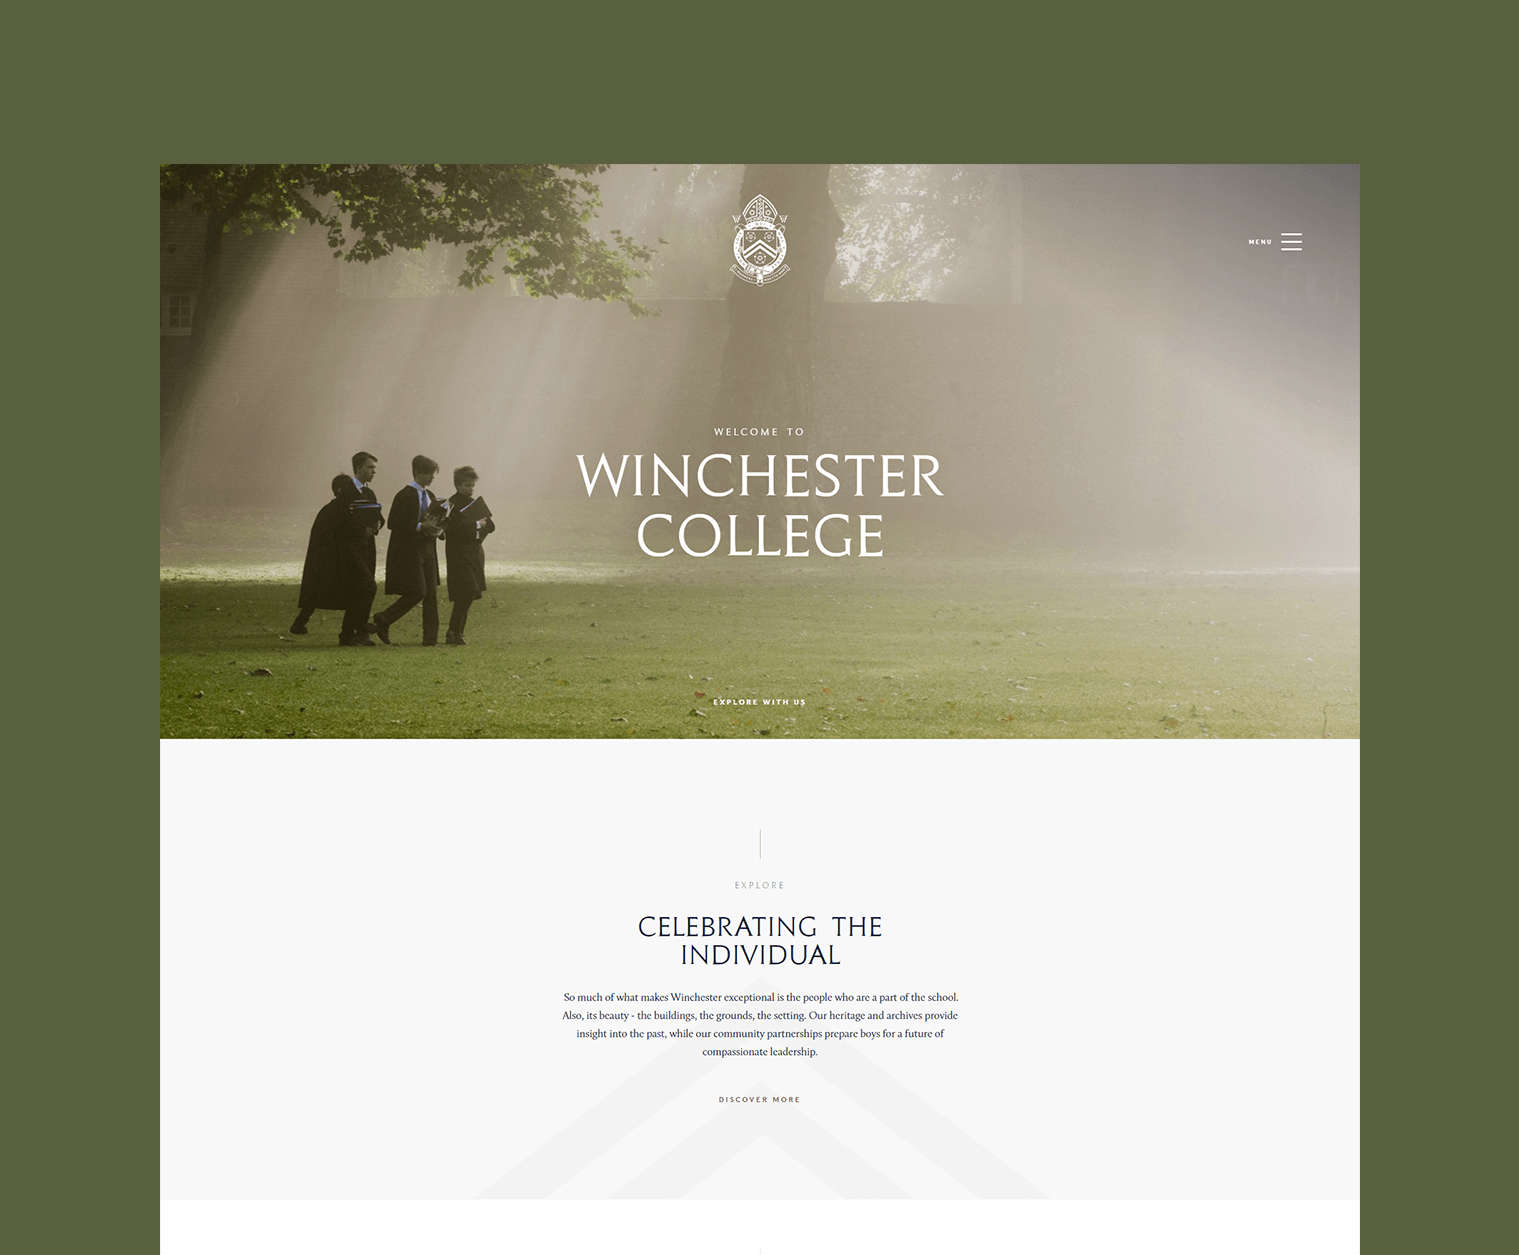 MENU
WELCOME TO
WINCHESTER
COLLEGE
EXPLORE WITH US
EXPLORE
CELEBRATING THE
INDIVIDUAL
So much of what makes Winchester exceptional is the people who are a part of the school.
Also, its beauty - the buildings, the grounds, the setting. Our heritage and archives provide
insight into the past, while our community partnerships prepare boys for a future of
compassionate leadership.
DISCOVER MORE